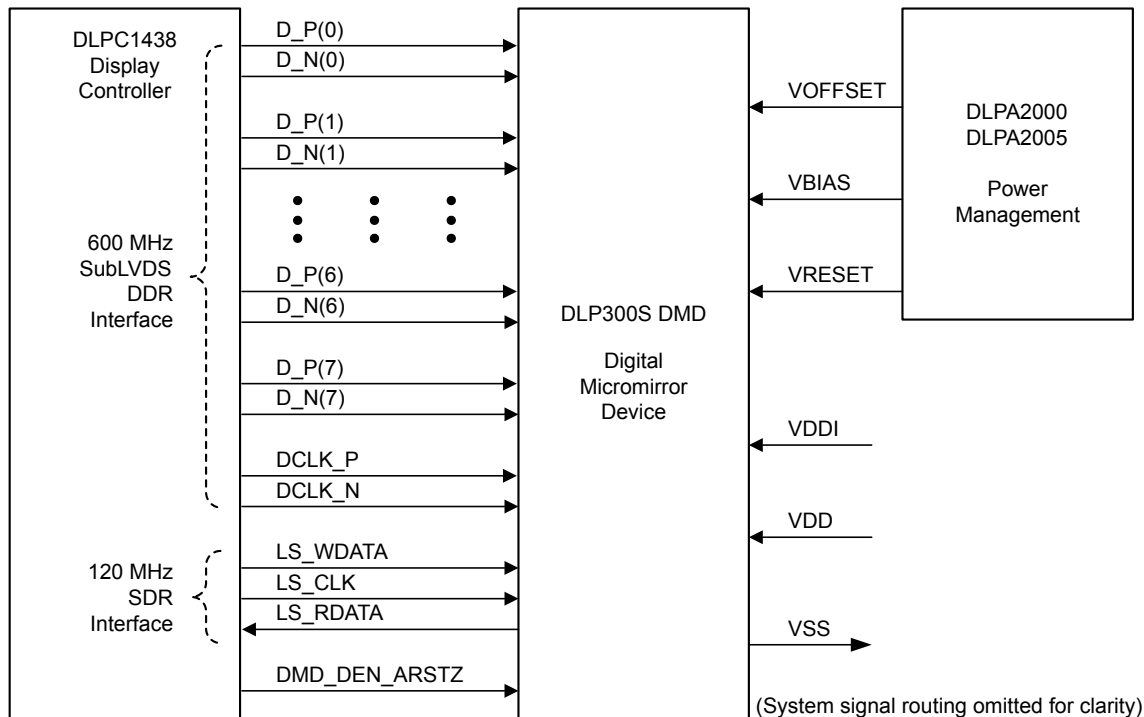 DLPC1438
Display
Controller
D_P(0)
D_N(0)
D_P(1)
D_N(1)
600 MHz
SubLVDS
DDR
Interface
D_P(6)
D_N(6)
D_P(7)
D_N(7)
DCLK_P
DCLK_N
120 MHz
SDR
Interface
LS_WDATA
LS_CLK
LS_RDATA
DMD_DEN_ARSTZ
DLP300S DMD
Digital
Micromirror
Device
VOFFSET
VBIAS
VRESET
DLPA2000
DLPA2005
Power
Management
VDDI
VDD
VSS
(System signal routing omitted for clarity)